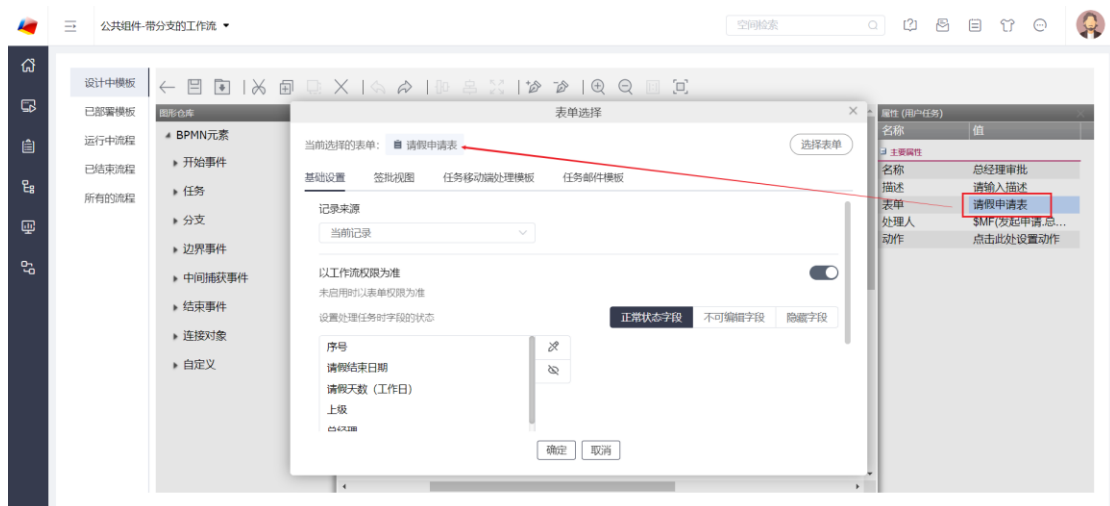 公共组件-带分支的工作流
空间检索
设计中模板
已部署模板
运行中流程
已结束流程
所有的流程
图形仓库
BPMN元素
开始事件
任务
分支
边界事件
中间捕获事件
结束事件
连接对象
自定义
表单选择
当前选择的表单: 请假申请表
选择表单
基础设置 签批视图 任务移动端处理模板 任务邮件模板
记录来源
当前记录
以工作流权限为准
未启用时以表单权限为准
设置处理任务时字段的状态
正常状态字段 不可编辑字段 隐藏字段
序号
请假结束日期
请假天数（工作日）
上级
总经理
确定 取消
属性 (用户任务)
名称 值
主要属性
名称 总经理审批
描述 请输入描述
表单 请假申请表
处理人 $MF(发起申请.总...
动作 点击此处设置动作